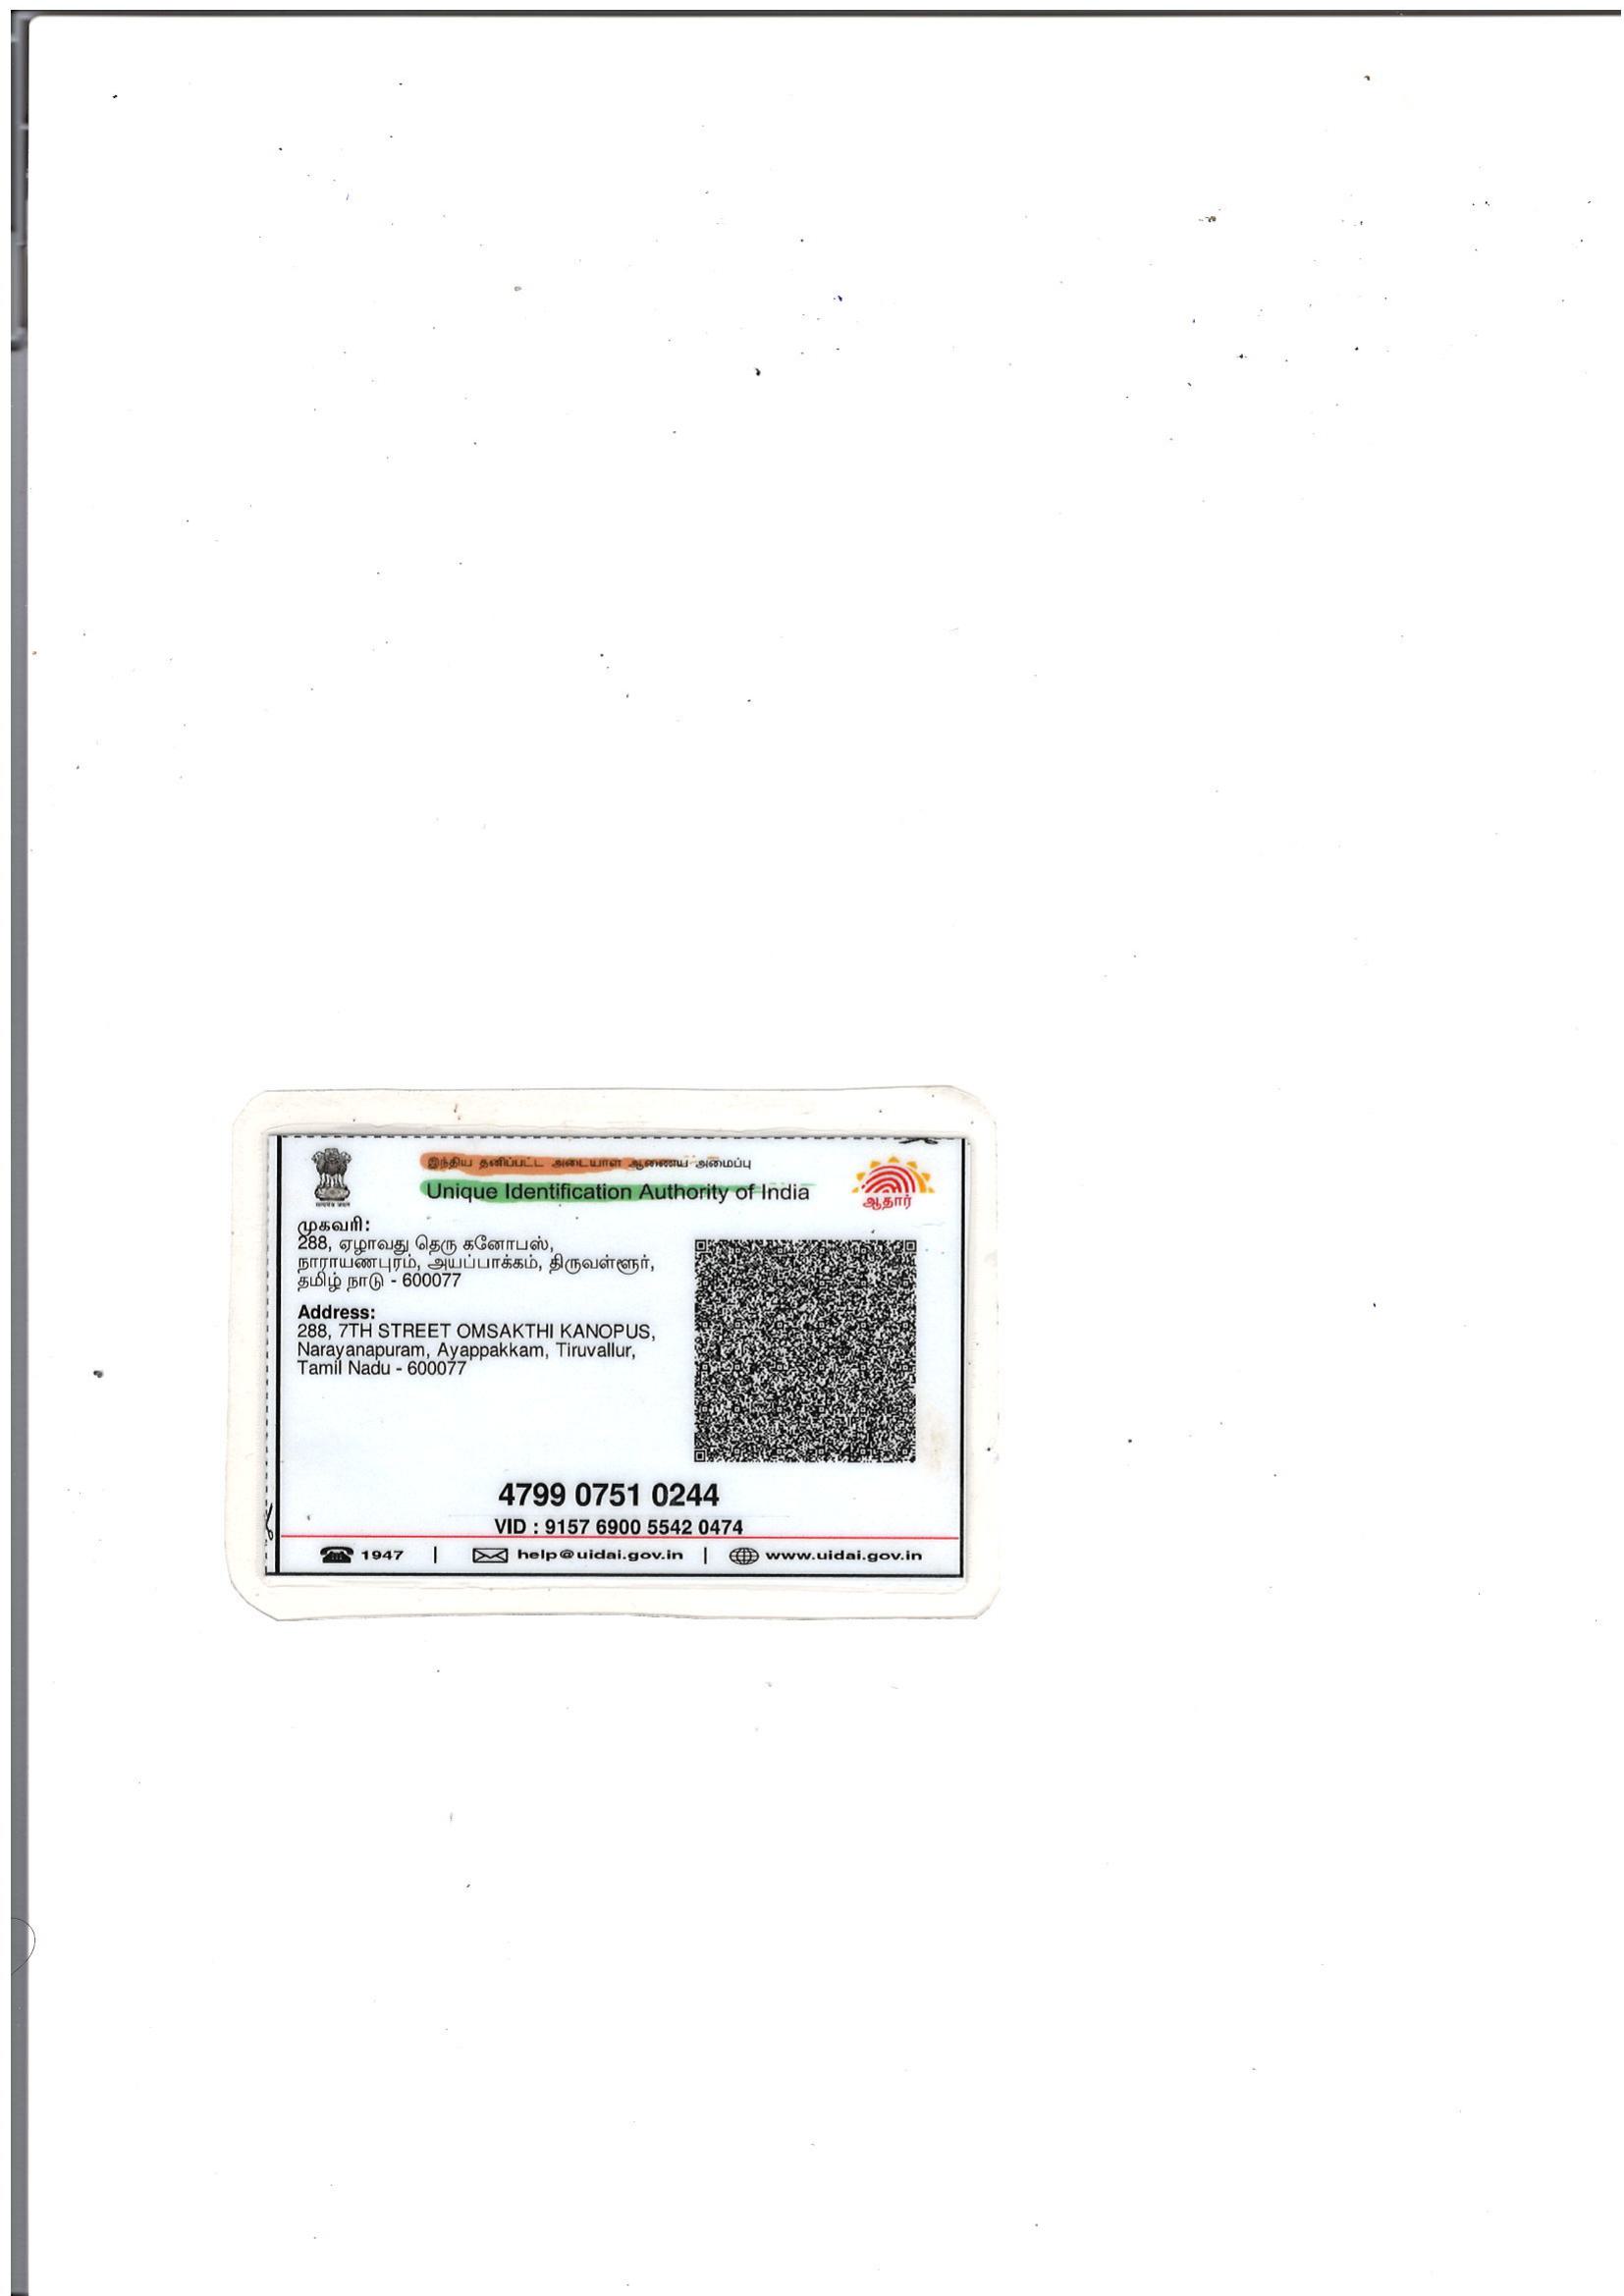 இந்திய தனிப்பட்ட அடையாள ஆணைய அமைப்பு
Unique Identification Authority of India
ஆதார்
முகவரி:
288, ஏழாவது தெரு கனோபஸ்,
நாராயணபுரம், அயப்பாக்கம், திருவள்ளூர்,
தமிழ் நாடு - 600077
Address:
288, 7TH STREET OMSAKTHI KANOPUS,
Narayanapuram, Ayappakkam, Tiruvallur,
Tamil Nadu - 600077
4799 0751 0244
VID : 9157 6900 5542 0474
1947 | help@uidai.gov.in | www.uidai.gov.in